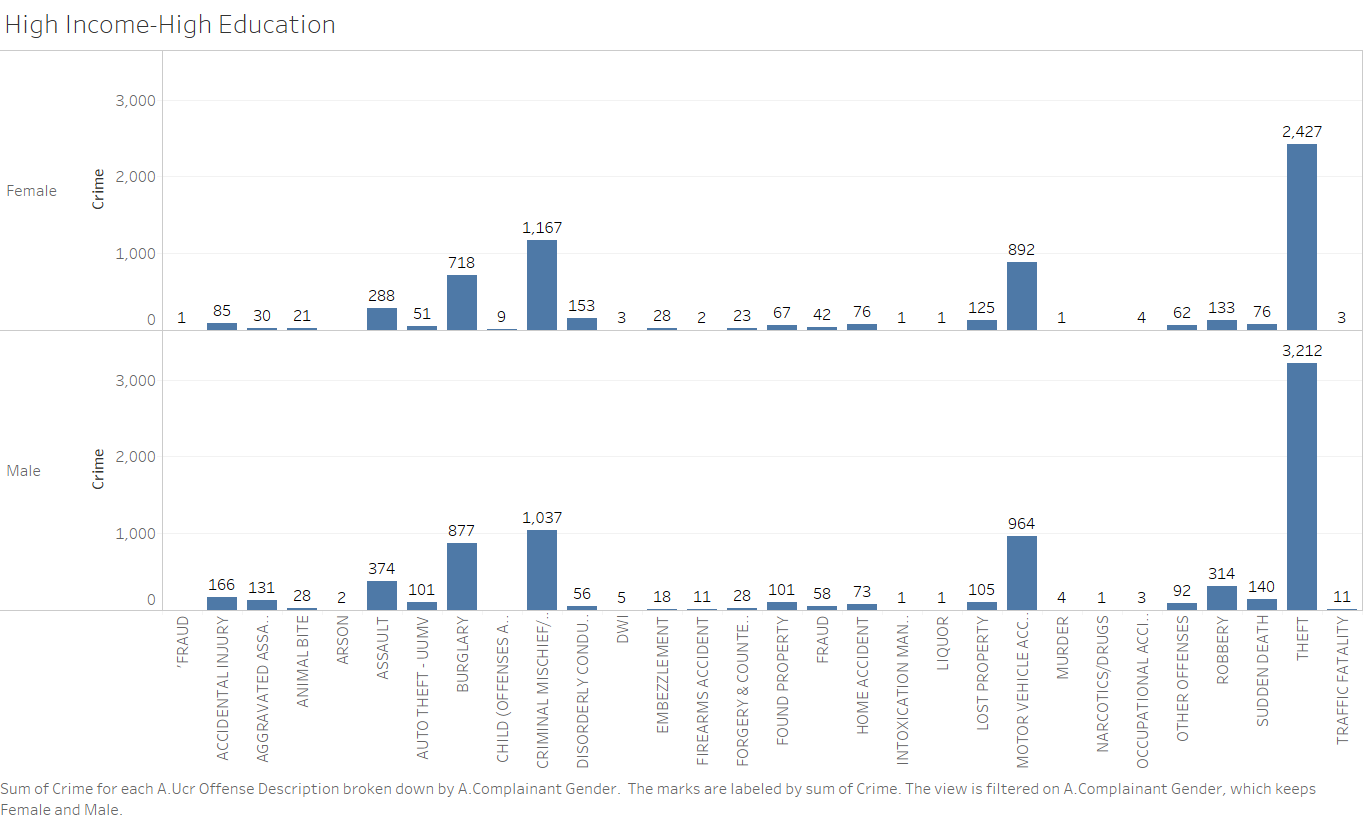 High Income-High Education
3,000
2,427
2,000
Female
Crime
1,167
1,000
892
718
288
0
1 85 30 21 51 9 153 3 28 2 23 67 42 76 1 1 125 1 4 62 133 76 3
3,212
3,000
2,000
Male
Crime
1,037
1,000
964
877
374
314
0
166 131 28 2 101 56 5 18 11 28 101 58 73 1 1 105 4 1 3 92 140 11
'FRAUD
ACCIDENTAL INJURY
AGGRAVATED ASSA..
ANIMAL BITE
ARSON
ASSAULT
AUTO THEFT - UUMV
BURGLARY
CHILD (OFFENSES A..
CRIMINAL MISCHIEF/..
DISORDERLY CONDU..
DWI
EMBEZZLEMENT
FIREARMS ACCIDENT
FORGERY & COUNTE..
FOUND PROPERTY
FRAUD
HOME ACCIDENT
INTOXICATION MAN..
LIQUOR
LOST PROPERTY
MOTOR VEHICLE ACC..
MURDER
NARCOTICS/DRUGS
OCCUPATIONAL ACCI..
OTHER OFFENSES
ROBBERY
SUDDEN DEATH
THEFT
TRAFFIC FATALITY
Sum of Crime for each A.Ucr Offense Description broken down by A.Complainant Gender.  The marks are labeled by sum of Crime. The view is filtered on A.Complainant Gender, which keeps
Female and Male.